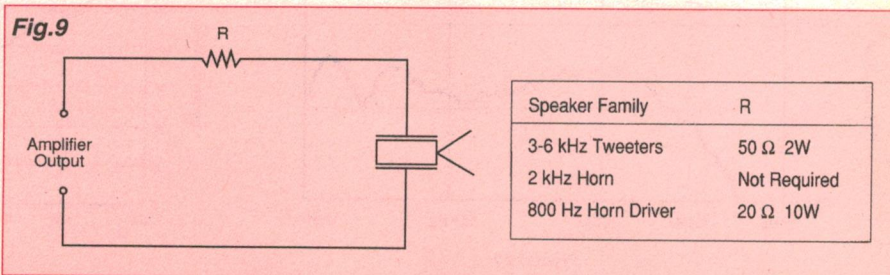 Fig.9
R
Amplifier
Output
Speaker Family R
3-6 kHz Tweeters 50 Ω 2W
2 kHz Horn Not Required
800 Hz Horn Driver 20 Ω 10W